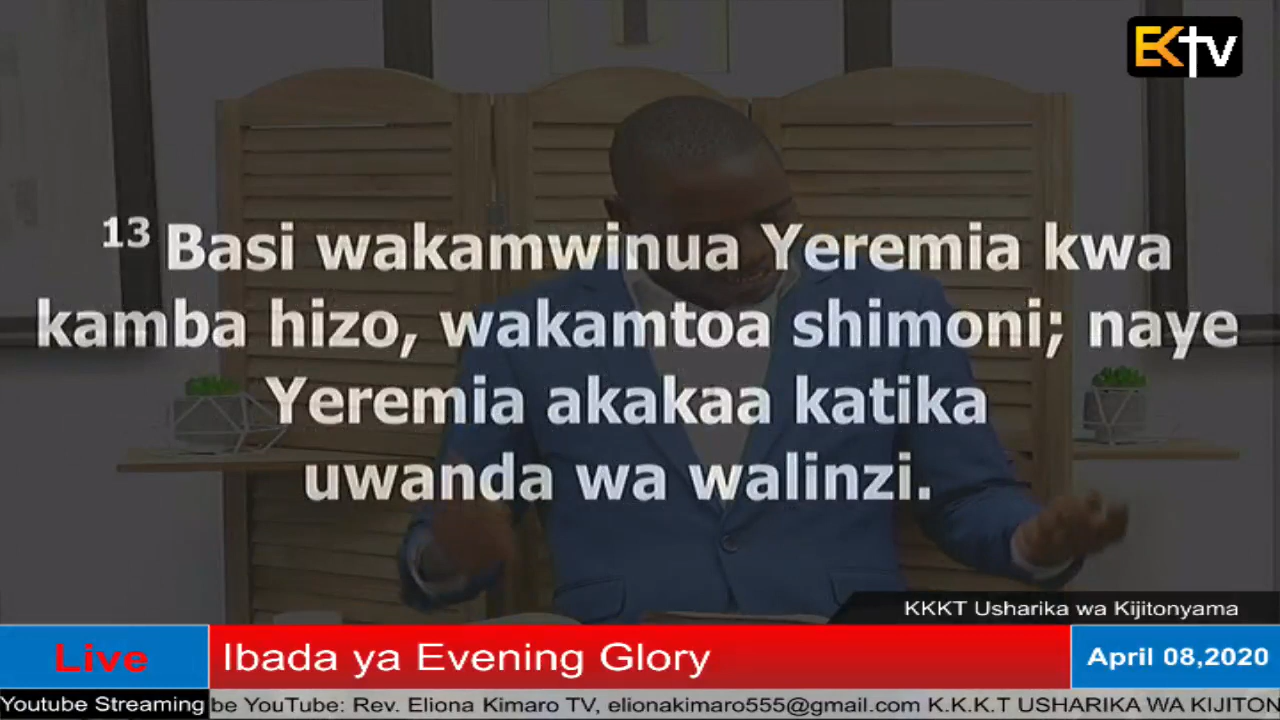 EKTV
13 Basi wakamwinua Yeremia kwa
kamba hizo, wakamtoa shimoni; naye
Yeremia akakaa katika
uwanda wa walinzi.
KKKT Usharika wa Kijitonyama
Live
Ibada ya Evening Glory
April 08,2020
Youtube Streaming
be YouTube: Rev. Eliona Kimaro TV, elionakimaro555@gmail.com K.K.K.T USHARIKA WA KIJITON